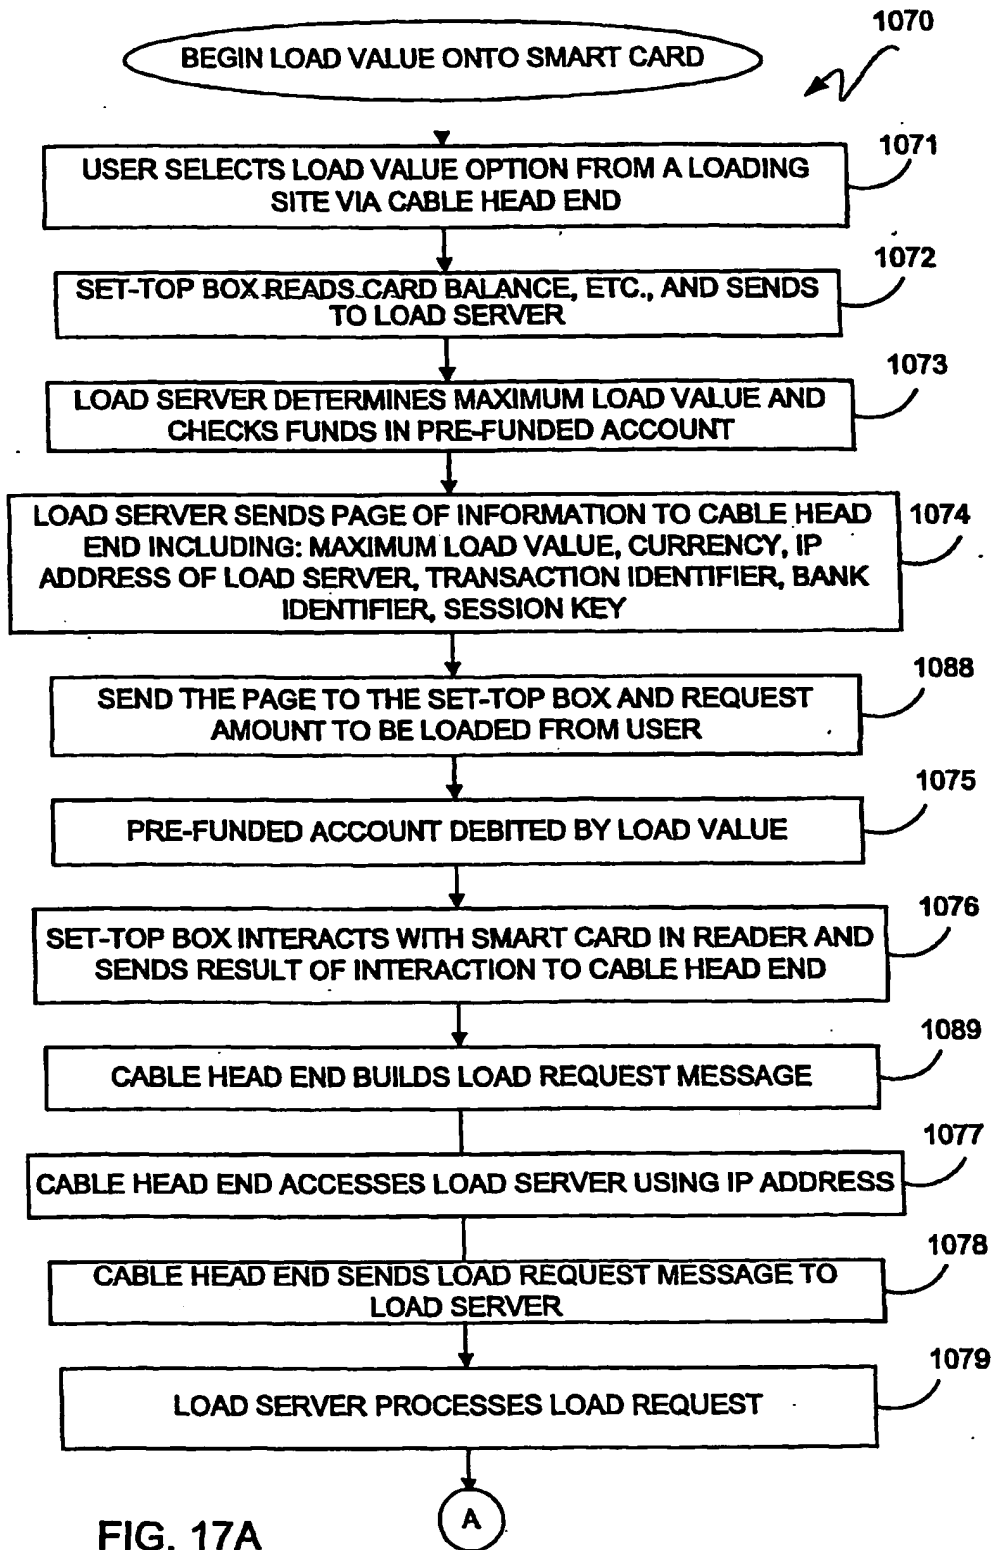 1070
BEGIN LOAD VALUE ONTO SMART CARD
1071
USER SELECTS LOAD VALUE OPTION FROM A LOADING
SITE VIA CABLE HEAD END
1072
SET-TOP BOX READS CARD BALANCE, ETC., AND SENDS
TO LOAD SERVER
1073
LOAD SERVER DETERMINES MAXIMUM LOAD VALUE AND
CHECKS FUNDS IN PRE-FUNDED ACCOUNT
1074
LOAD SERVER SENDS PAGE OF INFORMATION TO CABLE HEAD
END INCLUDING: MAXIMUM LOAD VALUE, CURRENCY, IP
ADDRESS OF LOAD SERVER, TRANSACTION IDENTIFIER, BANK
IDENTIFIER, SESSION KEY
1088
SEND THE PAGE TO THE SET-TOP BOX AND REQUEST
AMOUNT TO BE LOADED FROM USER
1075
PRE-FUNDED ACCOUNT DEBITED BY LOAD VALUE
1076
SET-TOP BOX INTERACTS WITH SMART CARD IN READER AND
SENDS RESULT OF INTERACTION TO CABLE HEAD END
1089
CABLE HEAD END BUILDS LOAD REQUEST MESSAGE
1077
CABLE HEAD END ACCESSES LOAD SERVER USING IP ADDRESS
1078
CABLE HEAD END SENDS LOAD REQUEST MESSAGE TO
LOAD SERVER
1079
LOAD SERVER PROCESSES LOAD REQUEST
A
FIG. 17A